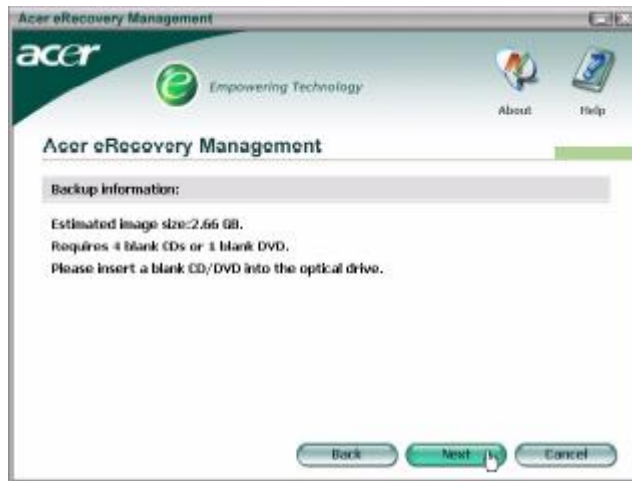 Acer eRecovery Management
acer
e Empowering Technology
About Help
Acer eRecovery Management
Backup information:
Estimated image size:2.66 GB.
Requires 4 blank CDs or 1 blank DVD.
Please insert a blank CD/DVD into the optical drive.
Back Next Cancel